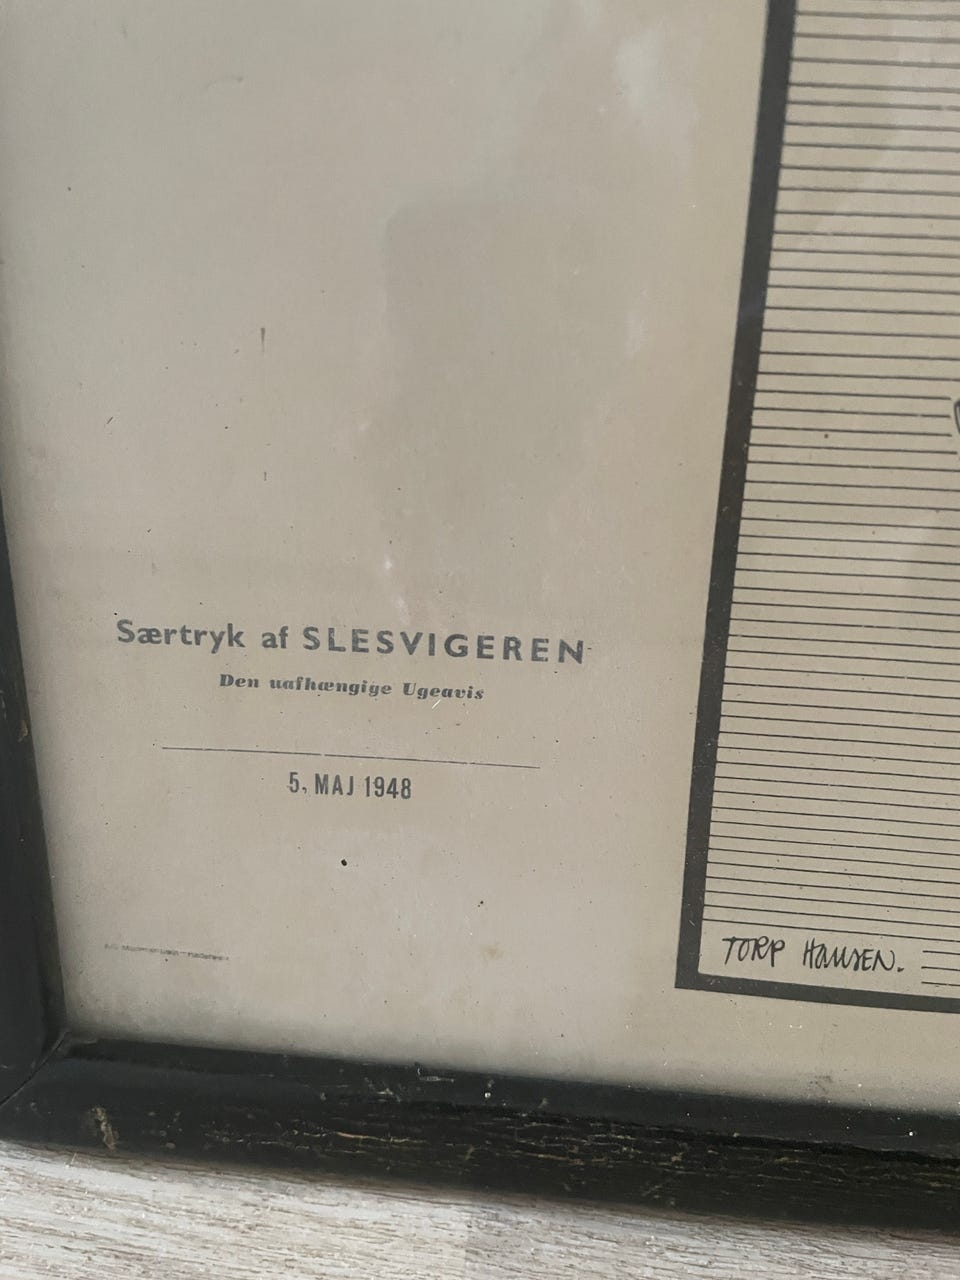 Særtryk af SLESVIGEREN
Den uafhængige Ugeavis
5. MAJ 1948
TORP HANSEN.